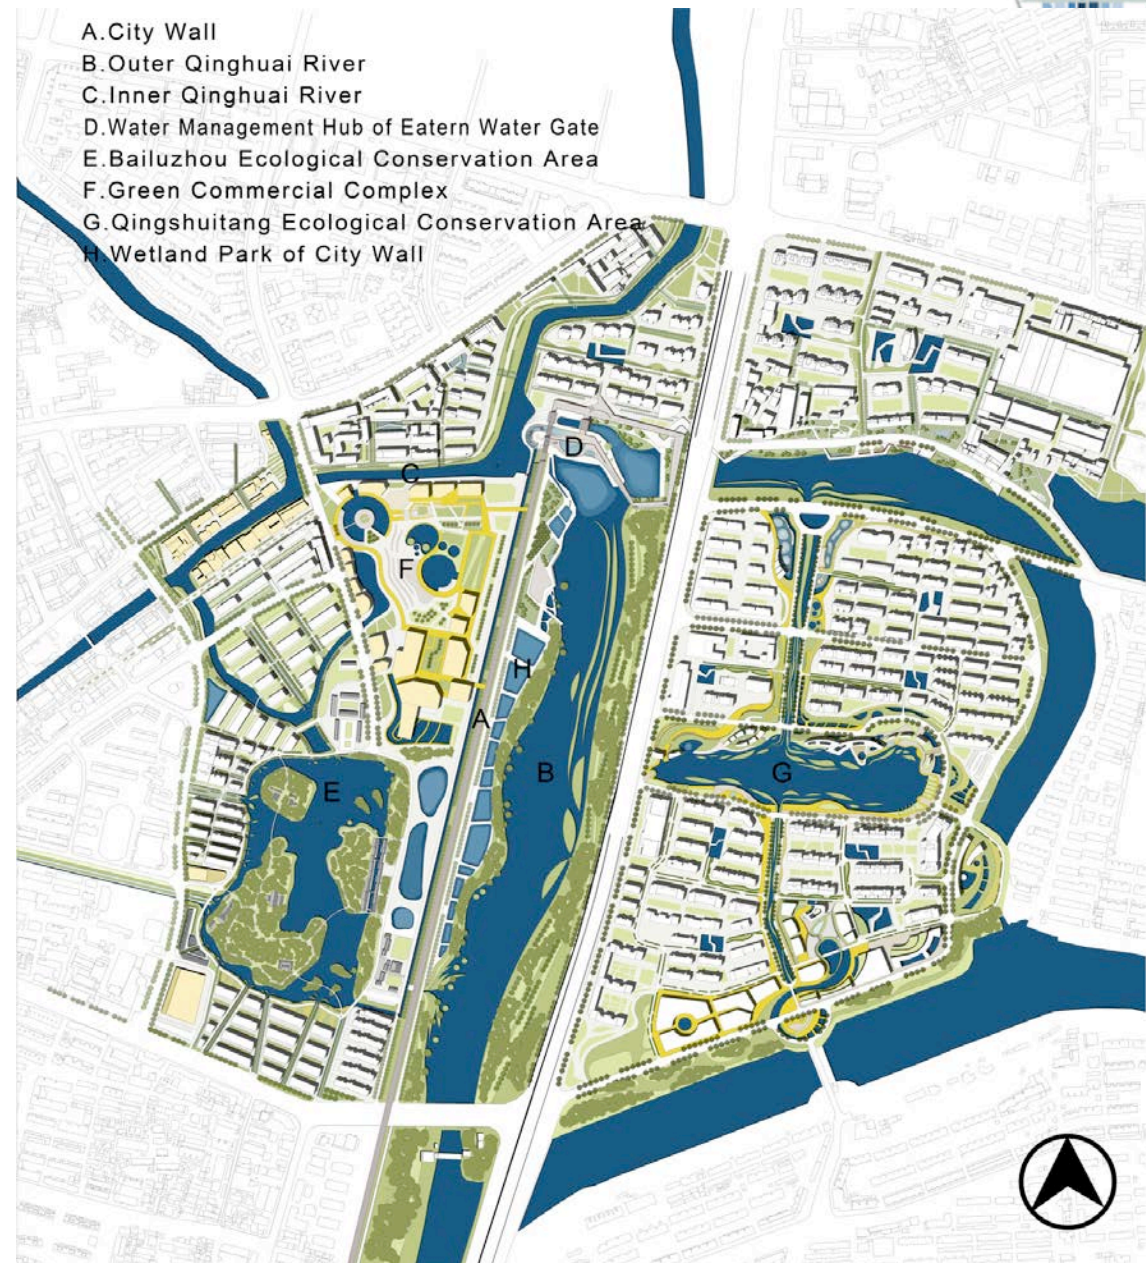 A.City Wall
B.Outer Qinghuai River
C.Inner Qinghuai River
D.Water Management Hub of Eatern Water Gate
E.Bailuzhou Ecological Conservation Area
F.Green Commercial Complex
G.Qingshuitang Ecological Conservation Area
H.Wetland Park of City Wall
D
C
F
H
A
B
G
E